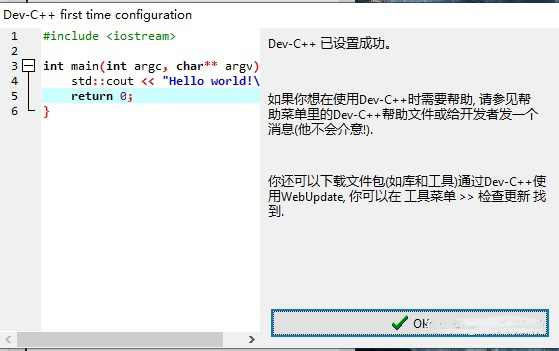 Dev-C++ first time configuration
1 #include <iostream>
2
3 int main(int argc, char** argv)
4 std::cout << "Hello world!\
5 return 0;
6 }
Dev-C++ 已设置成功。
如果你想在使用Dev-C++时需要帮助, 请参见帮
助菜单里的Dev-C++帮助文件或给开发者发一个
消息(他不会介意!).
你还可以下载文件包(如库和工具)通过Dev-C++使
用WebUpdate, 你可以在 工具菜单 >> 检查更新 找
到.
OK